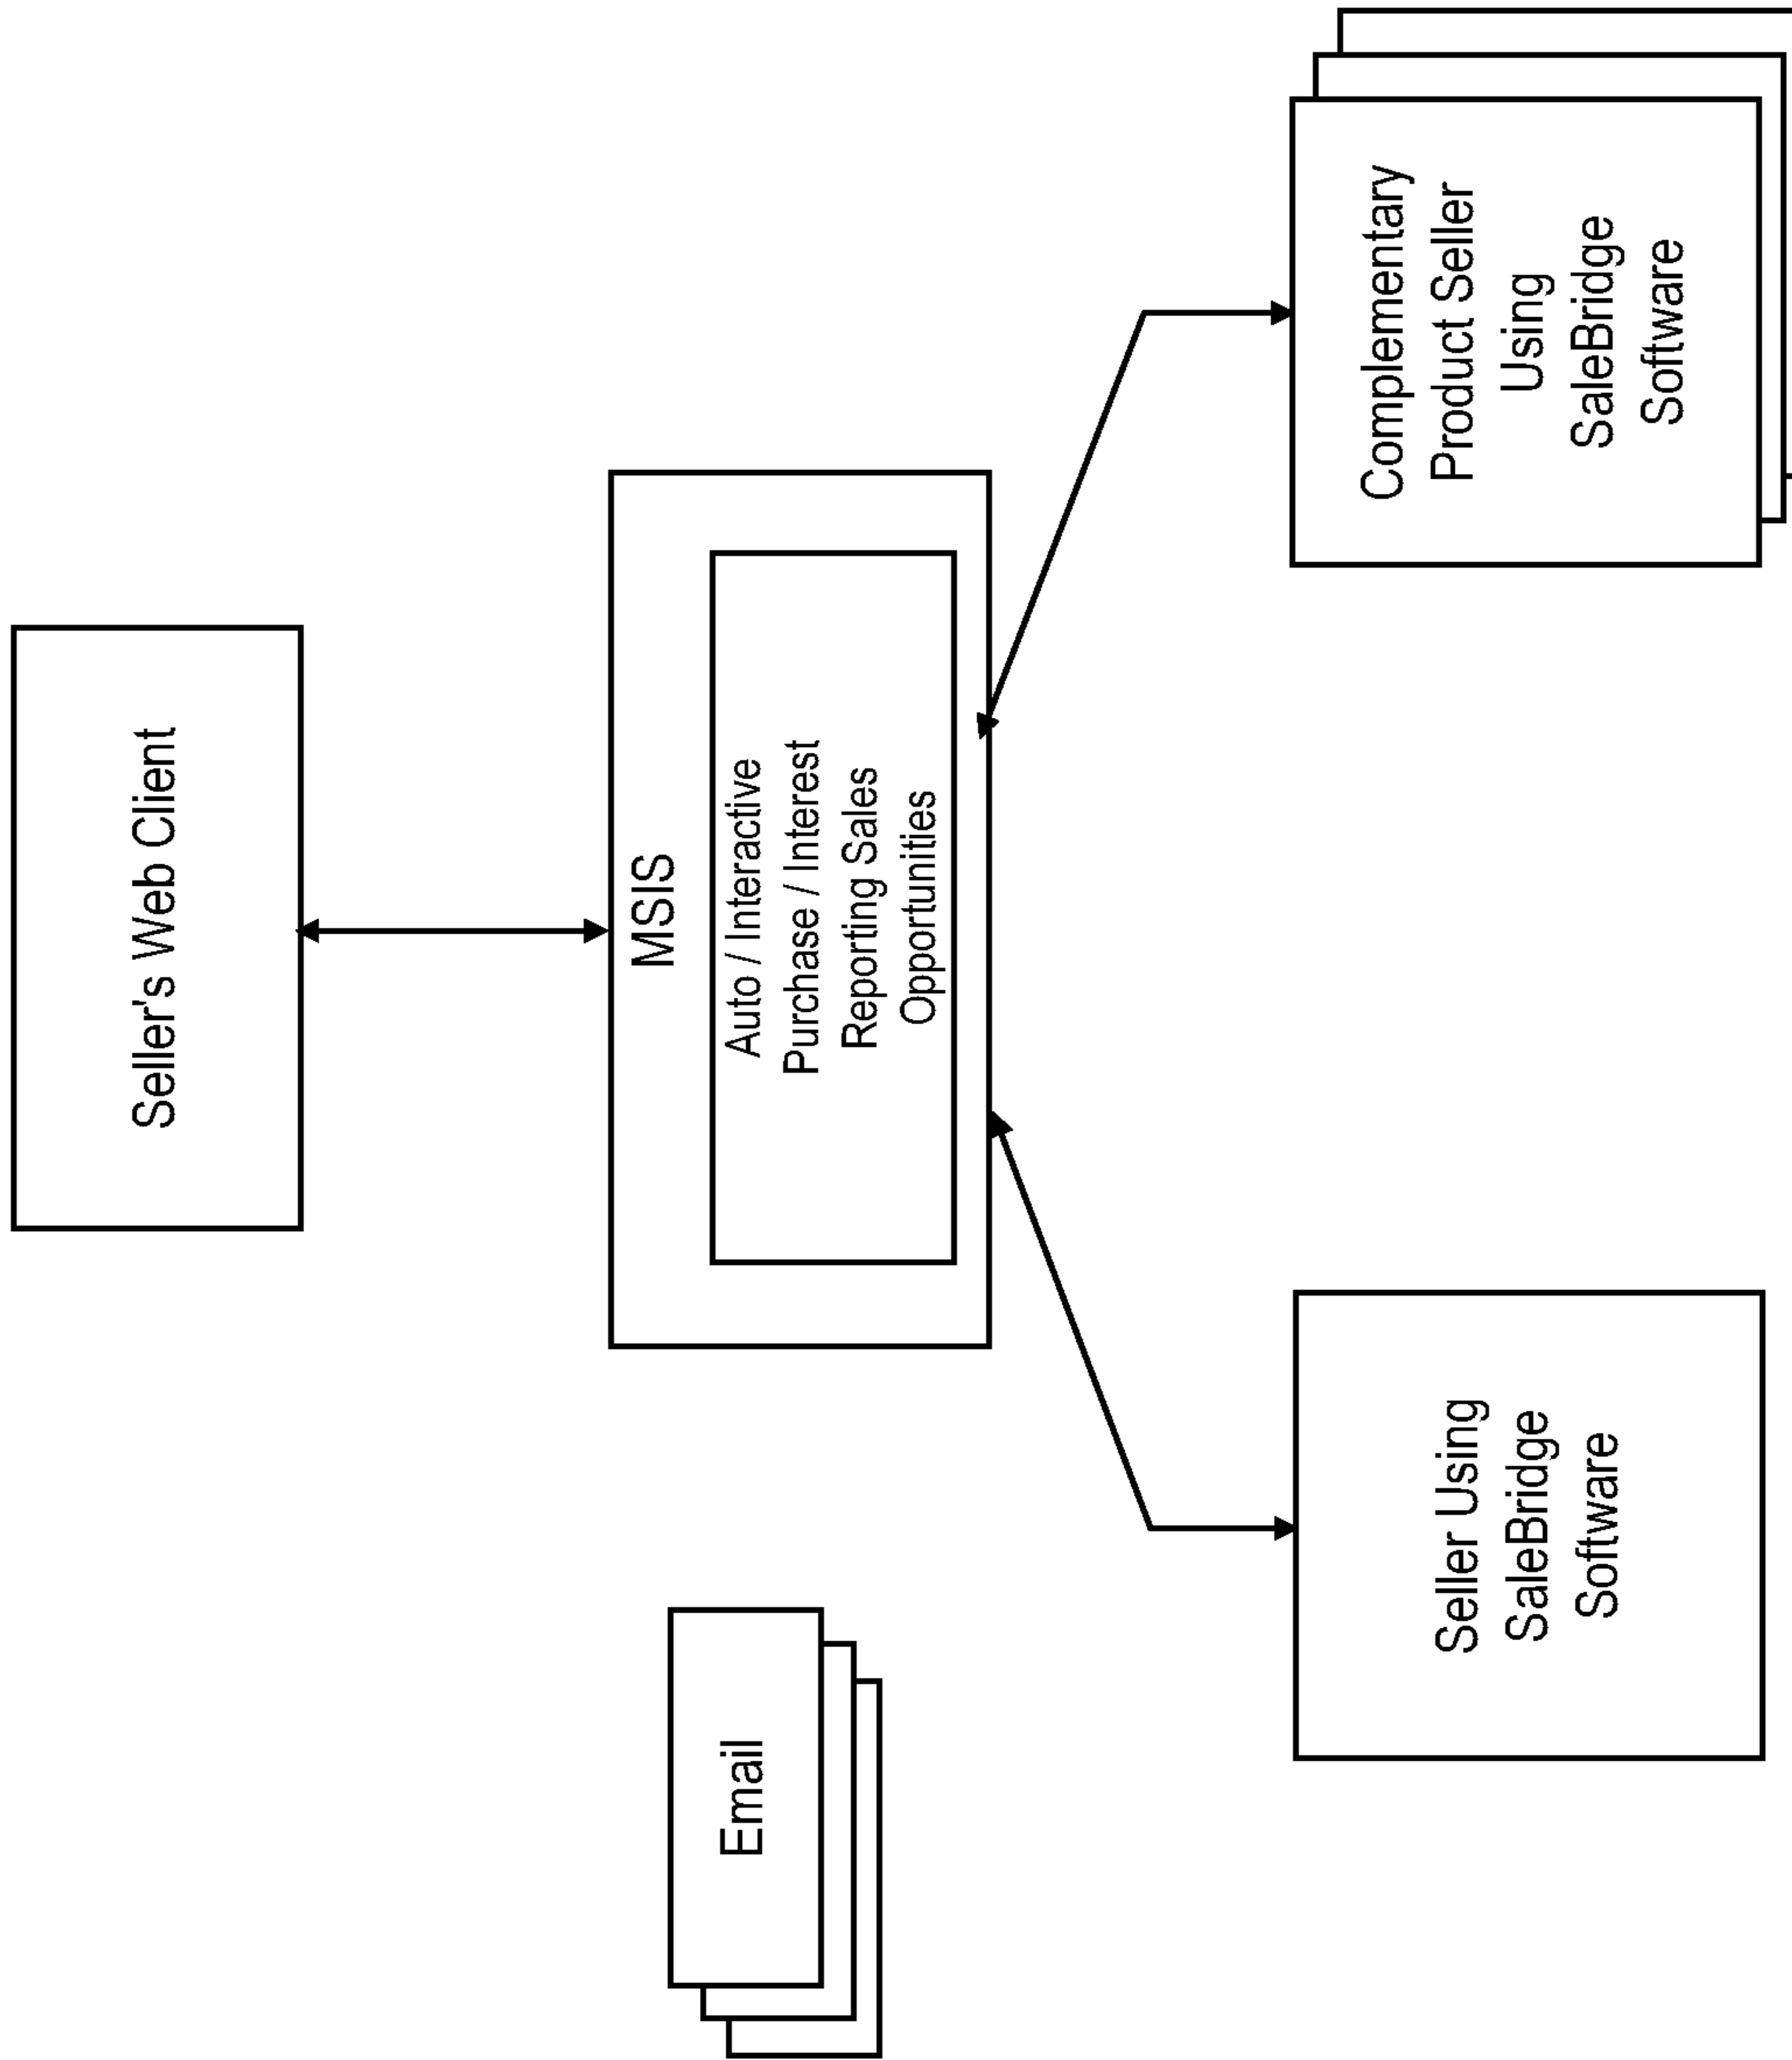 Seller's Web Client
MSIS
Auto / Interactive
Purchase / Interest
Reporting Sales
Opportunities
Email
Seller Using
SaleBridge
Software
Complementary
Product Seller
Using
SaleBridge
Software